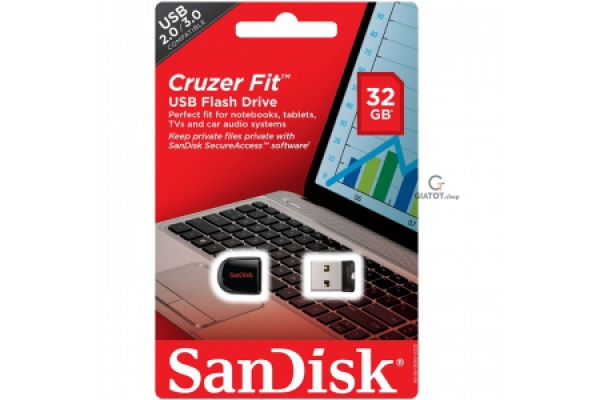 USB
2.0/3.0
COMPATIBLE
Cruzer Fit™
USB Flash Drive
Perfect fit for notebooks, tablets,
TVs and car audio systems
Keep private files private with
SanDisk SecureAccess™ software
32
GB
GIATOT.shop
SanDisk
SanDisk®